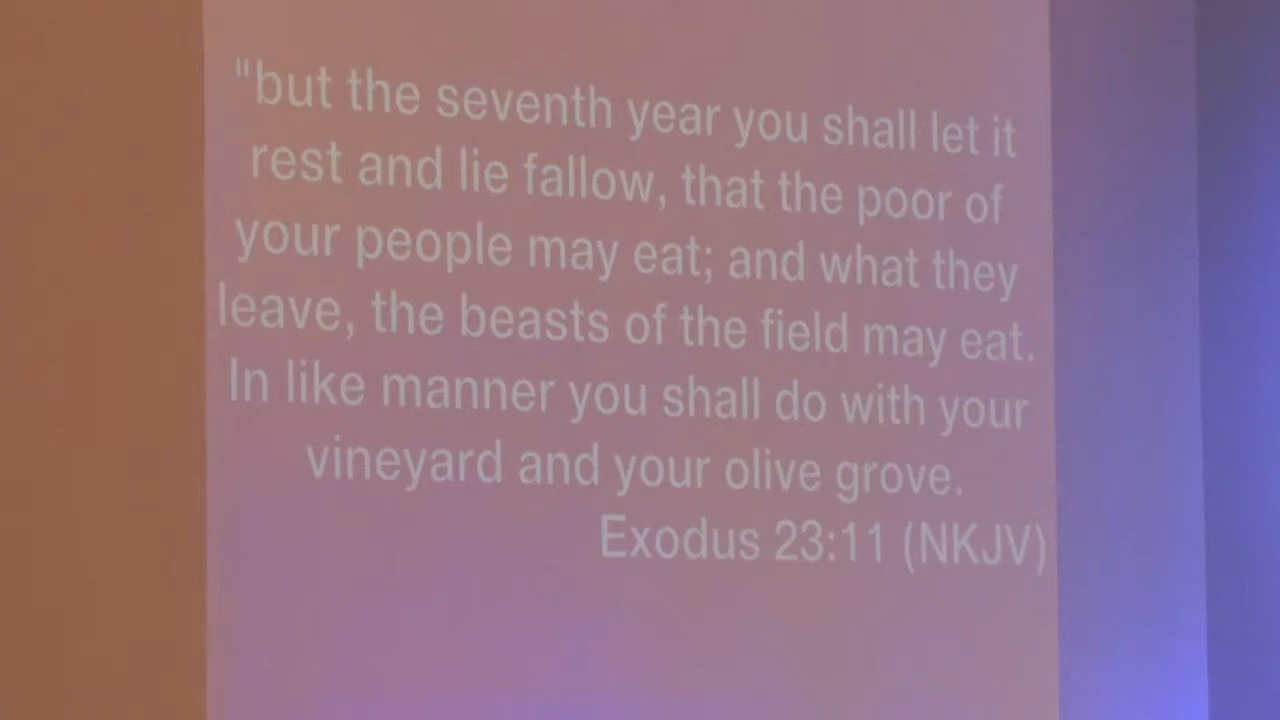 "but the seventh year you shall let it
rest and lie fallow, that the poor of
your people may eat; and what they
leave, the beasts of the field may eat.
In like manner you shall do with your
vineyard and your olive grove.
Exodus 23:11 (NKJV)